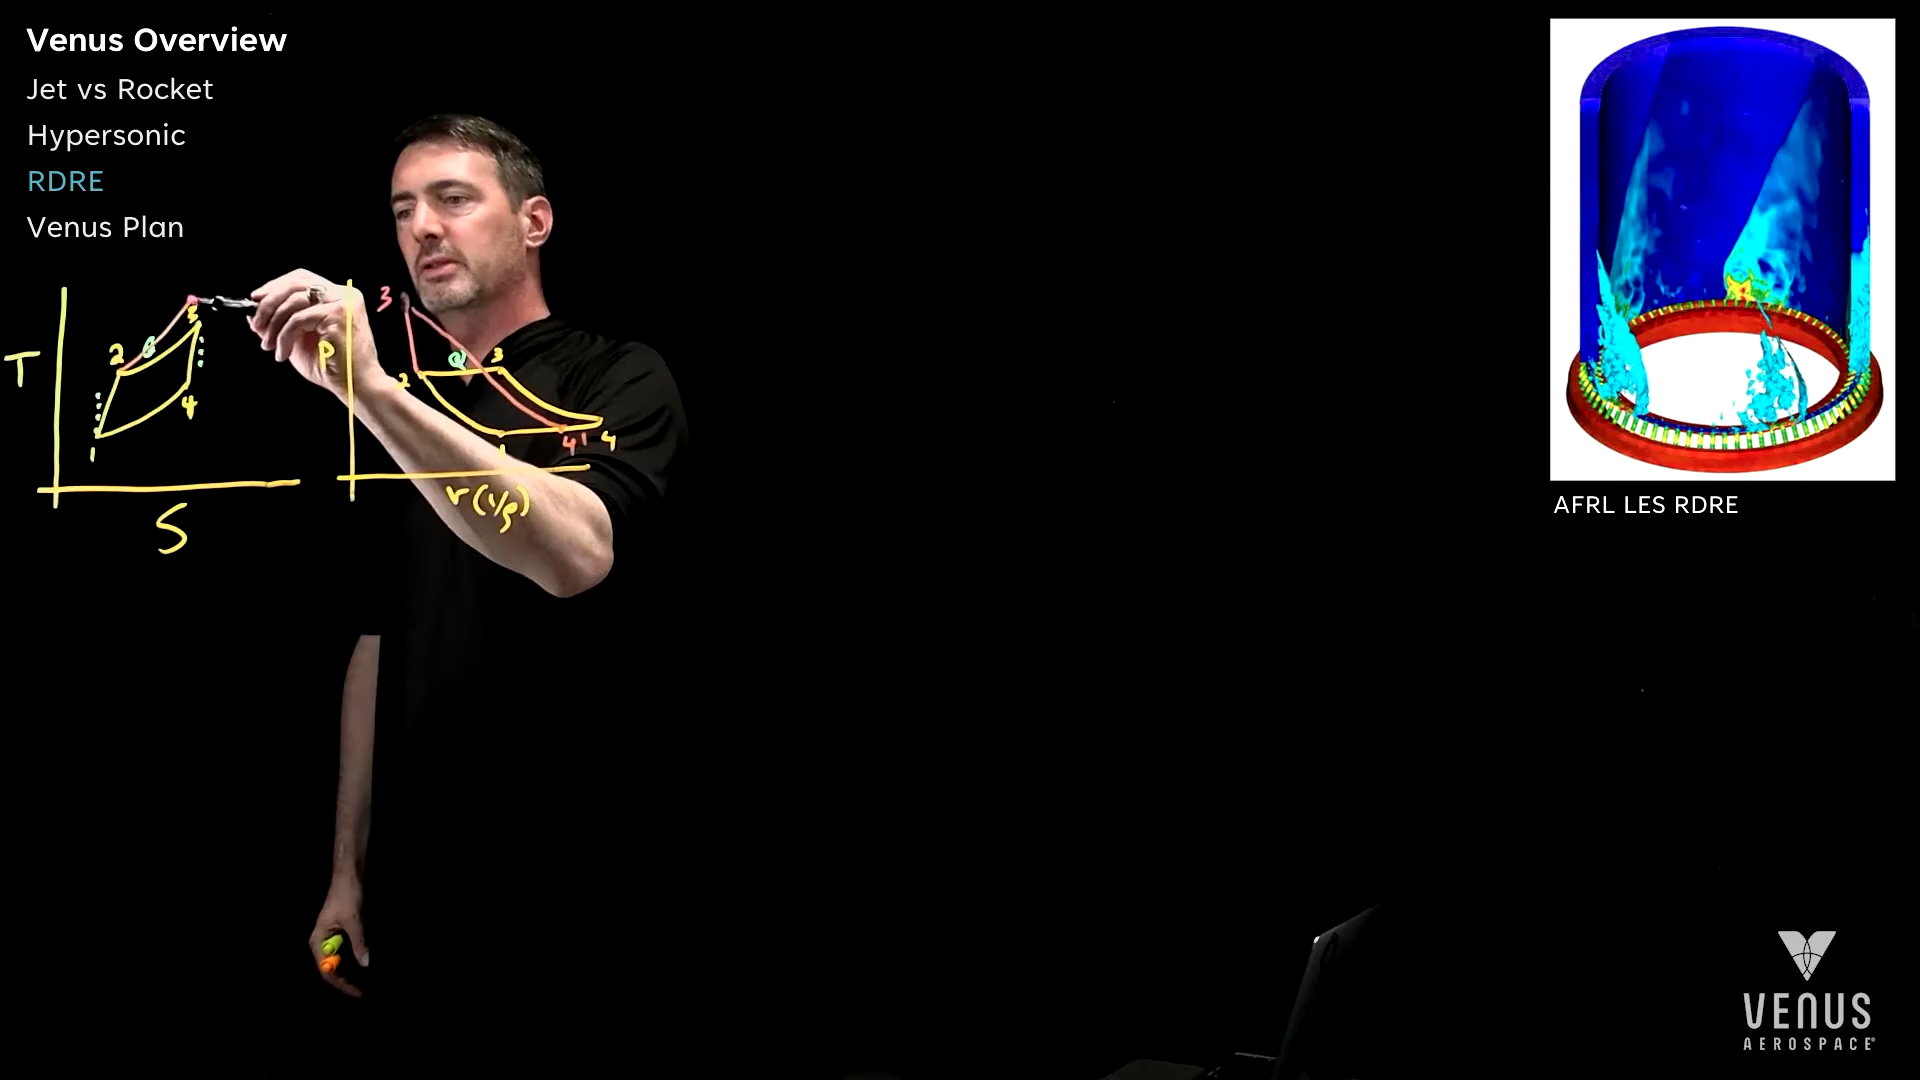 Venus Overview
Jet vs Rocket
Hypersonic
RDRE
Venus Plan
T
2
3
4
1
S
P
3
2
Q
3
1
4'
4
v(1/ρ)
AFRL LES RDRE
VENUS
AEROSPACE